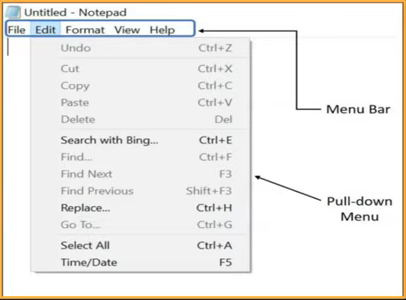 Untitled - Notepad
File Edit Format View Help
Undo Ctrl+Z
Cut Ctrl+X
Copy Ctrl+C
Paste Ctrl+V
Delete Del
Search with Bing... Ctrl+E
Find... Ctrl+F
Find Next F3
Find Previous Shift+F3
Replace... Ctrl+H
Go To... Ctrl+G
Select All Ctrl+A
Time/Date F5
Menu Bar
Pull-down
Menu